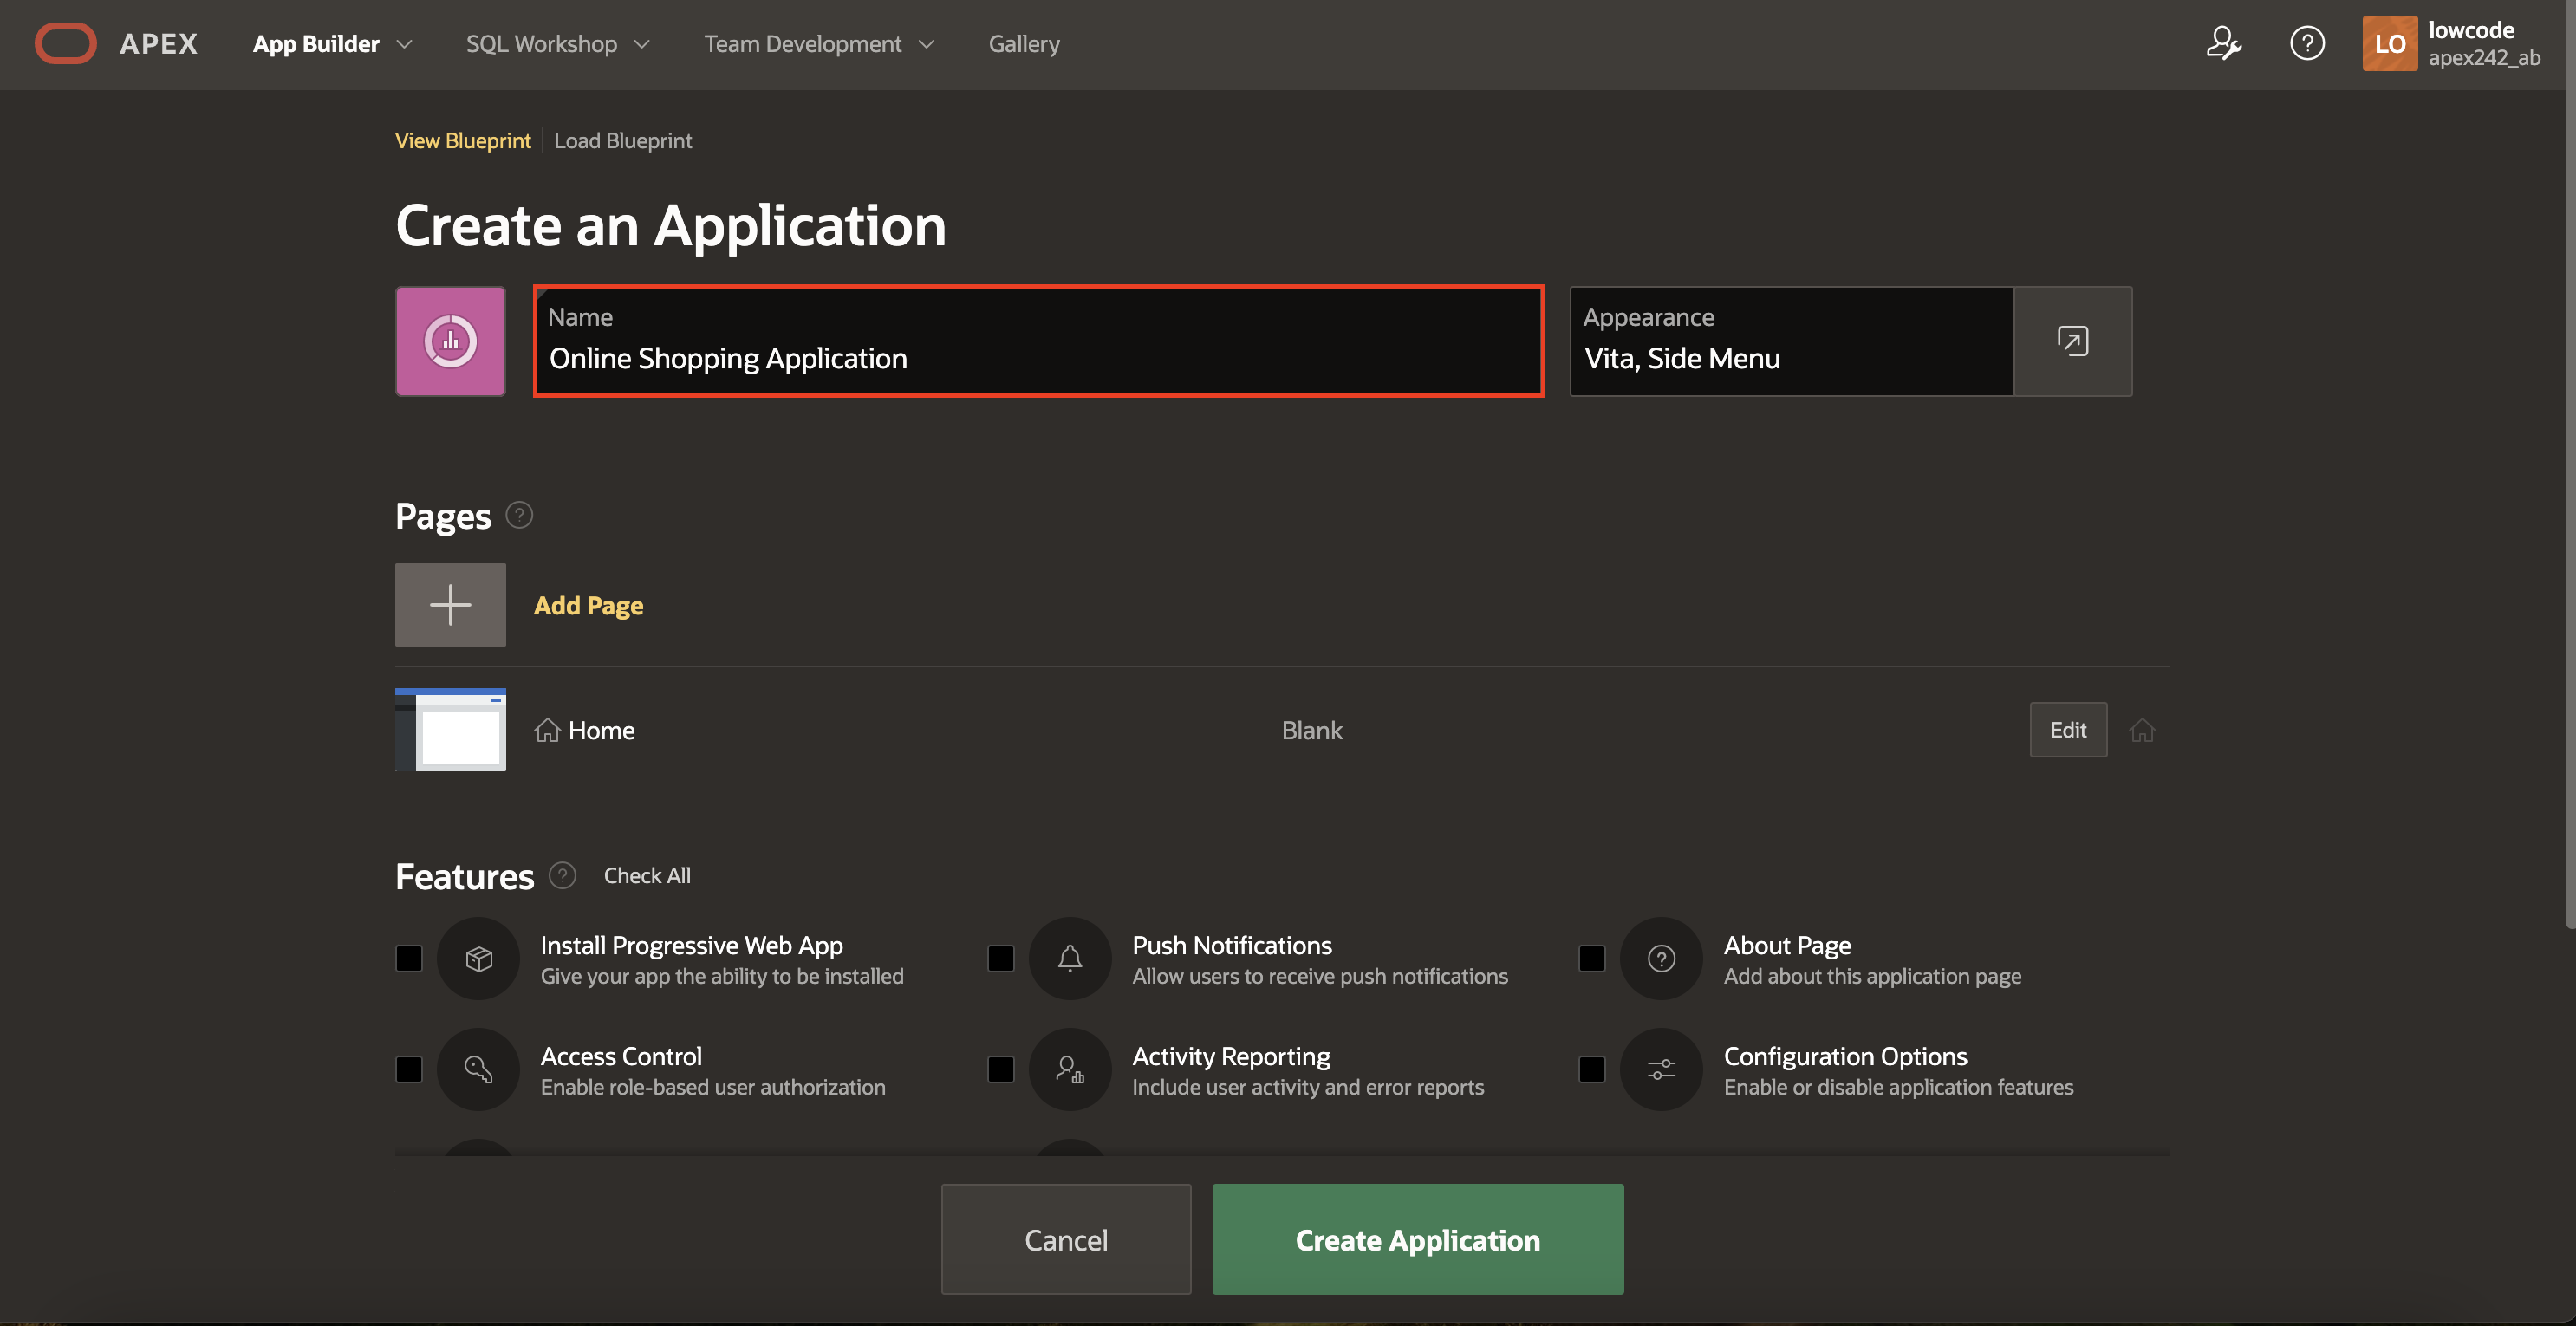 APEX App Builder SQL Workshop Team Development Gallery LO lowcode
apex242_ab
View Blueprint Load Blueprint
Create an Application
Name
Online Shopping Application
Appearance
Vita, Side Menu
Pages ?
Add Page
Home Blank Edit
Features ? Check All
Install Progressive Web App
Give your app the ability to be installed
Push Notifications
Allow users to receive push notifications
About Page
Add about this application page
Access Control
Enable role-based user authorization
Activity Reporting
Include user activity and error reports
Configuration Options
Enable or disable application features
Cancel Create Application